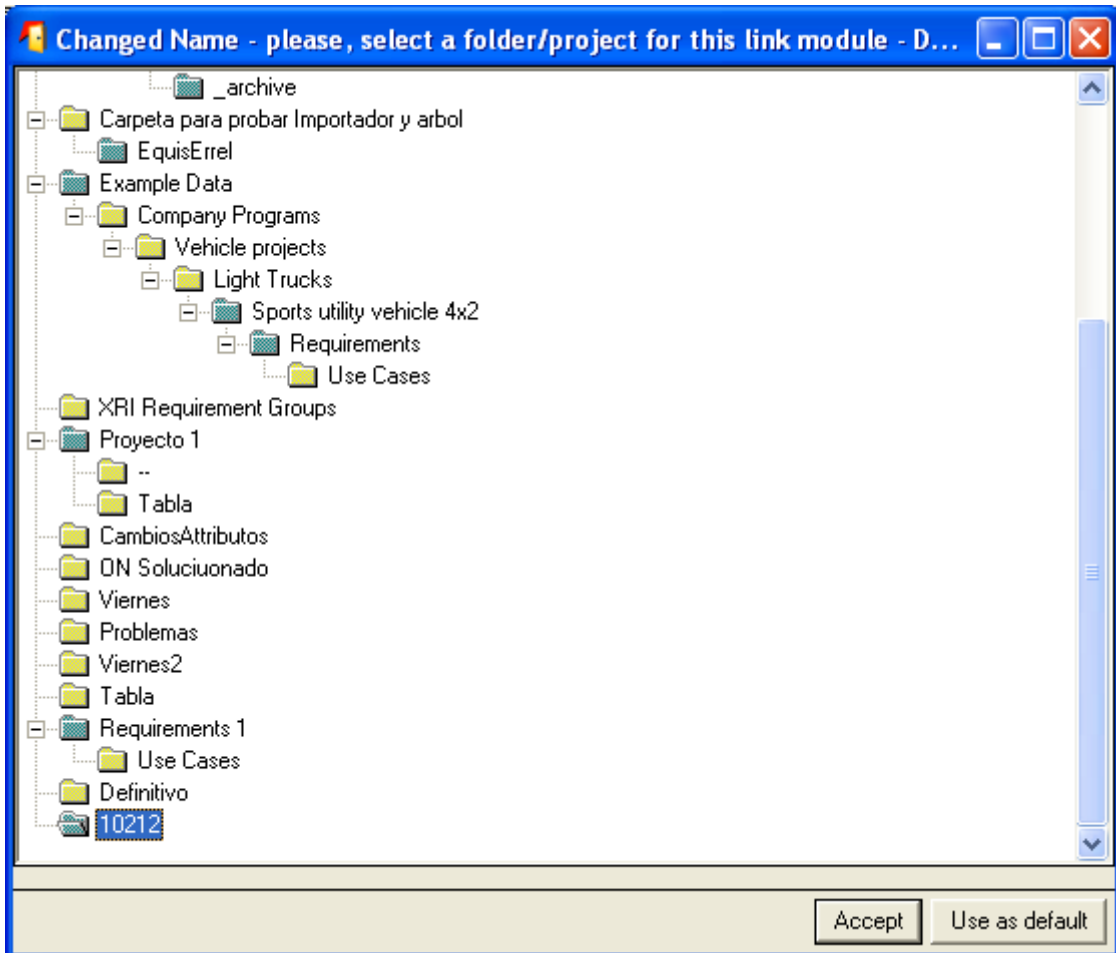 Changed Name - please, select a folder/project for this link module - D...
_archive
Carpeta para probar Importador y arbol
EquisErrel
Example Data
Company Programs
Vehicle projects
Light Trucks
Sports utility vehicle 4x2
Requirements
Use Cases
XRI Requirement Groups
Proyecto 1
--
Tabla
CambiosAttributos
ON Soluciuonado
Viernes
Problemas
Viernes2
Tabla
Requirements 1
Use Cases
Definitivo
10212
Accept Use as default